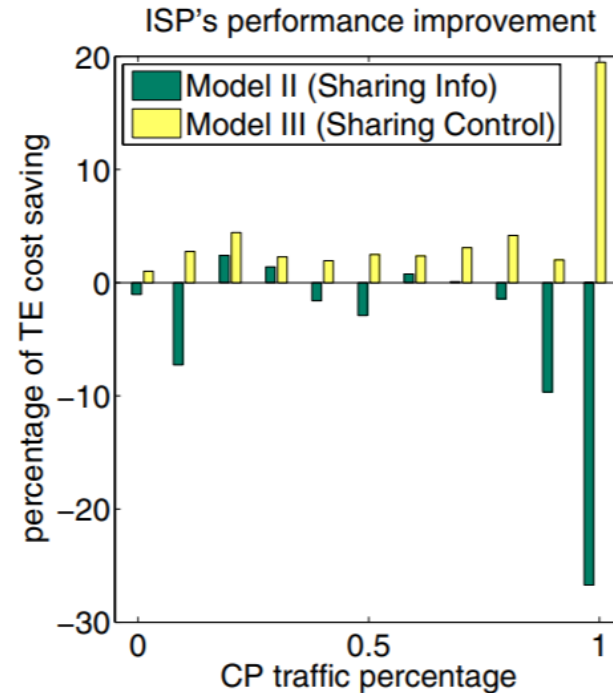 ISP's performance improvement
Model II (Sharing Info)
Model III (Sharing Control)
percentage of TE cost saving
20
10
0
−10
−20
−30
0
0.5
1
CP traffic percentage